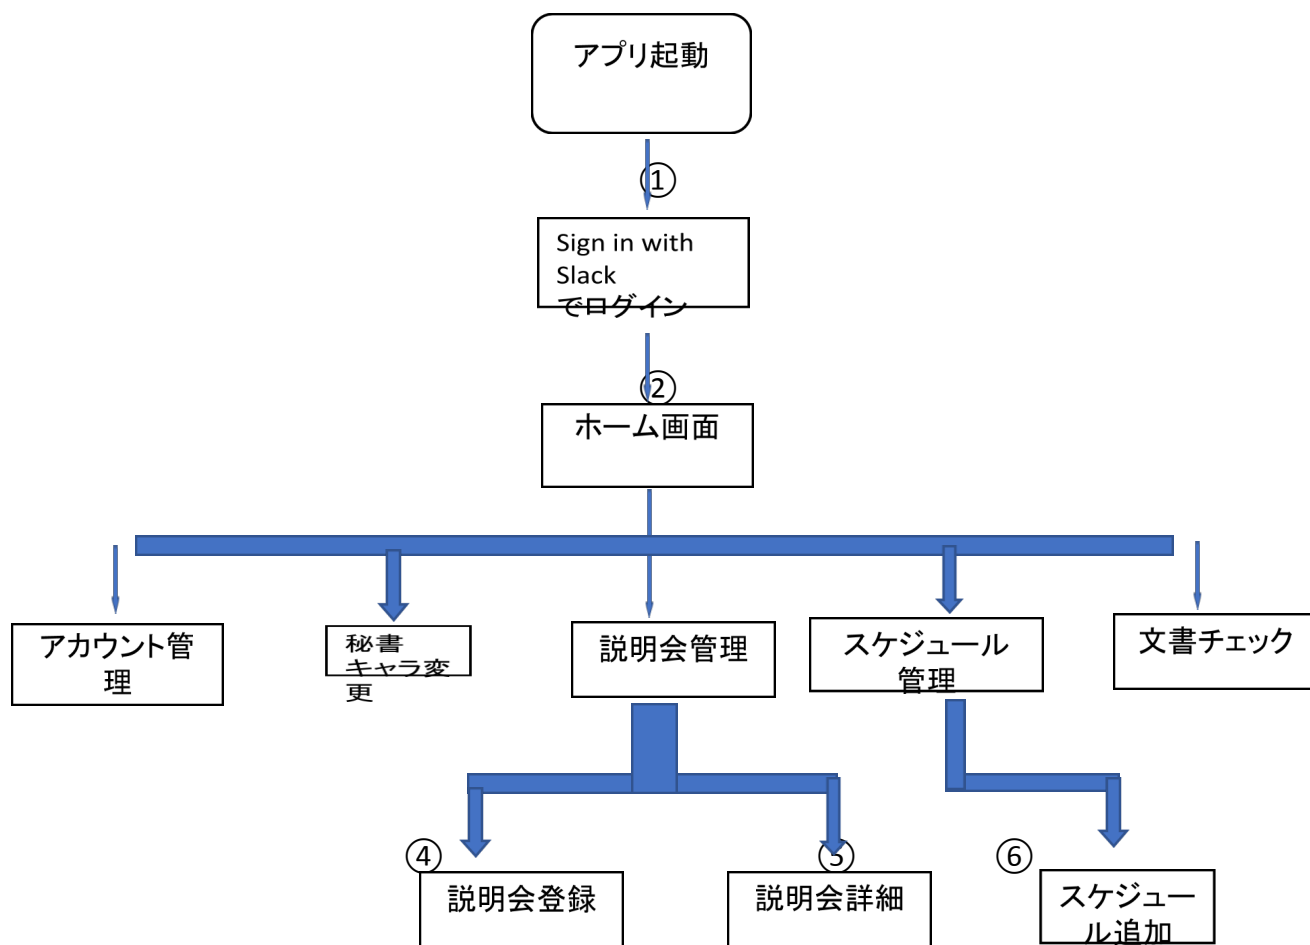 アプリ起動
①
Sign in with
Slack
でログイン
②
ホーム画面
アカウント管
理
秘書
キャラ変
更
説明会管理
スケジュール
管理
文書チェック
④
⑤
⑥
説明会登録
説明会詳細
スケジュー
ル追加